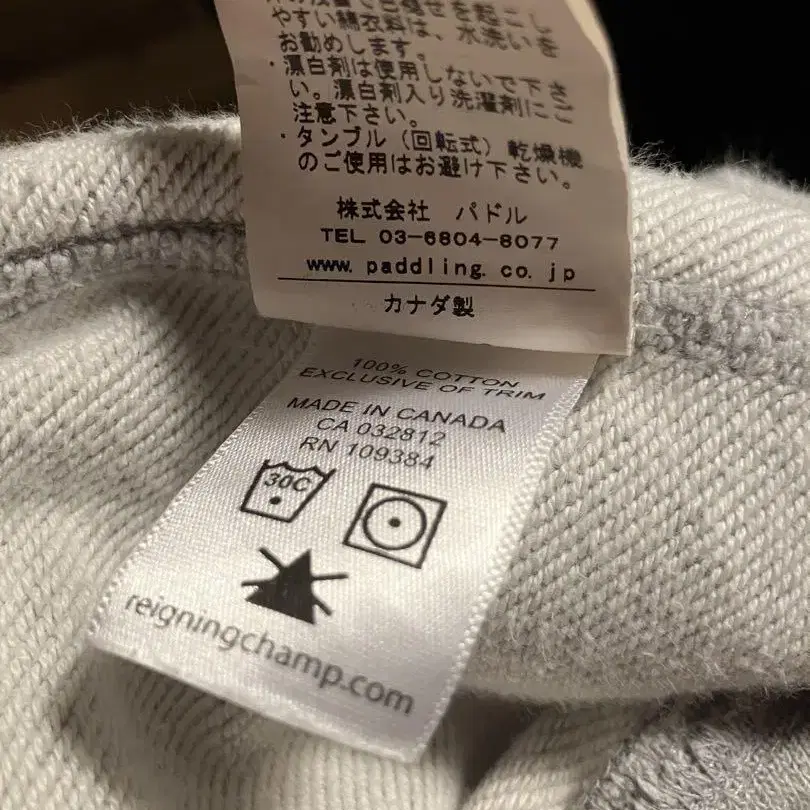 やすい綿衣料は、水洗いを
お勧めします。
・漂白剤は使用しないで下さ
い。漂白剤入り洗濯剤にご
注意下さい。
・タンブル（回転式）乾燥機
のご使用はお避け下さい。
株式会社 パドル
TEL 03-6804-8077
www.paddling.co.jp
カナダ製
100% COTTON
EXCLUSIVE OF TRIM
MADE IN CANADA
CA 032812
RN 109384
30C
reigningchamp.com